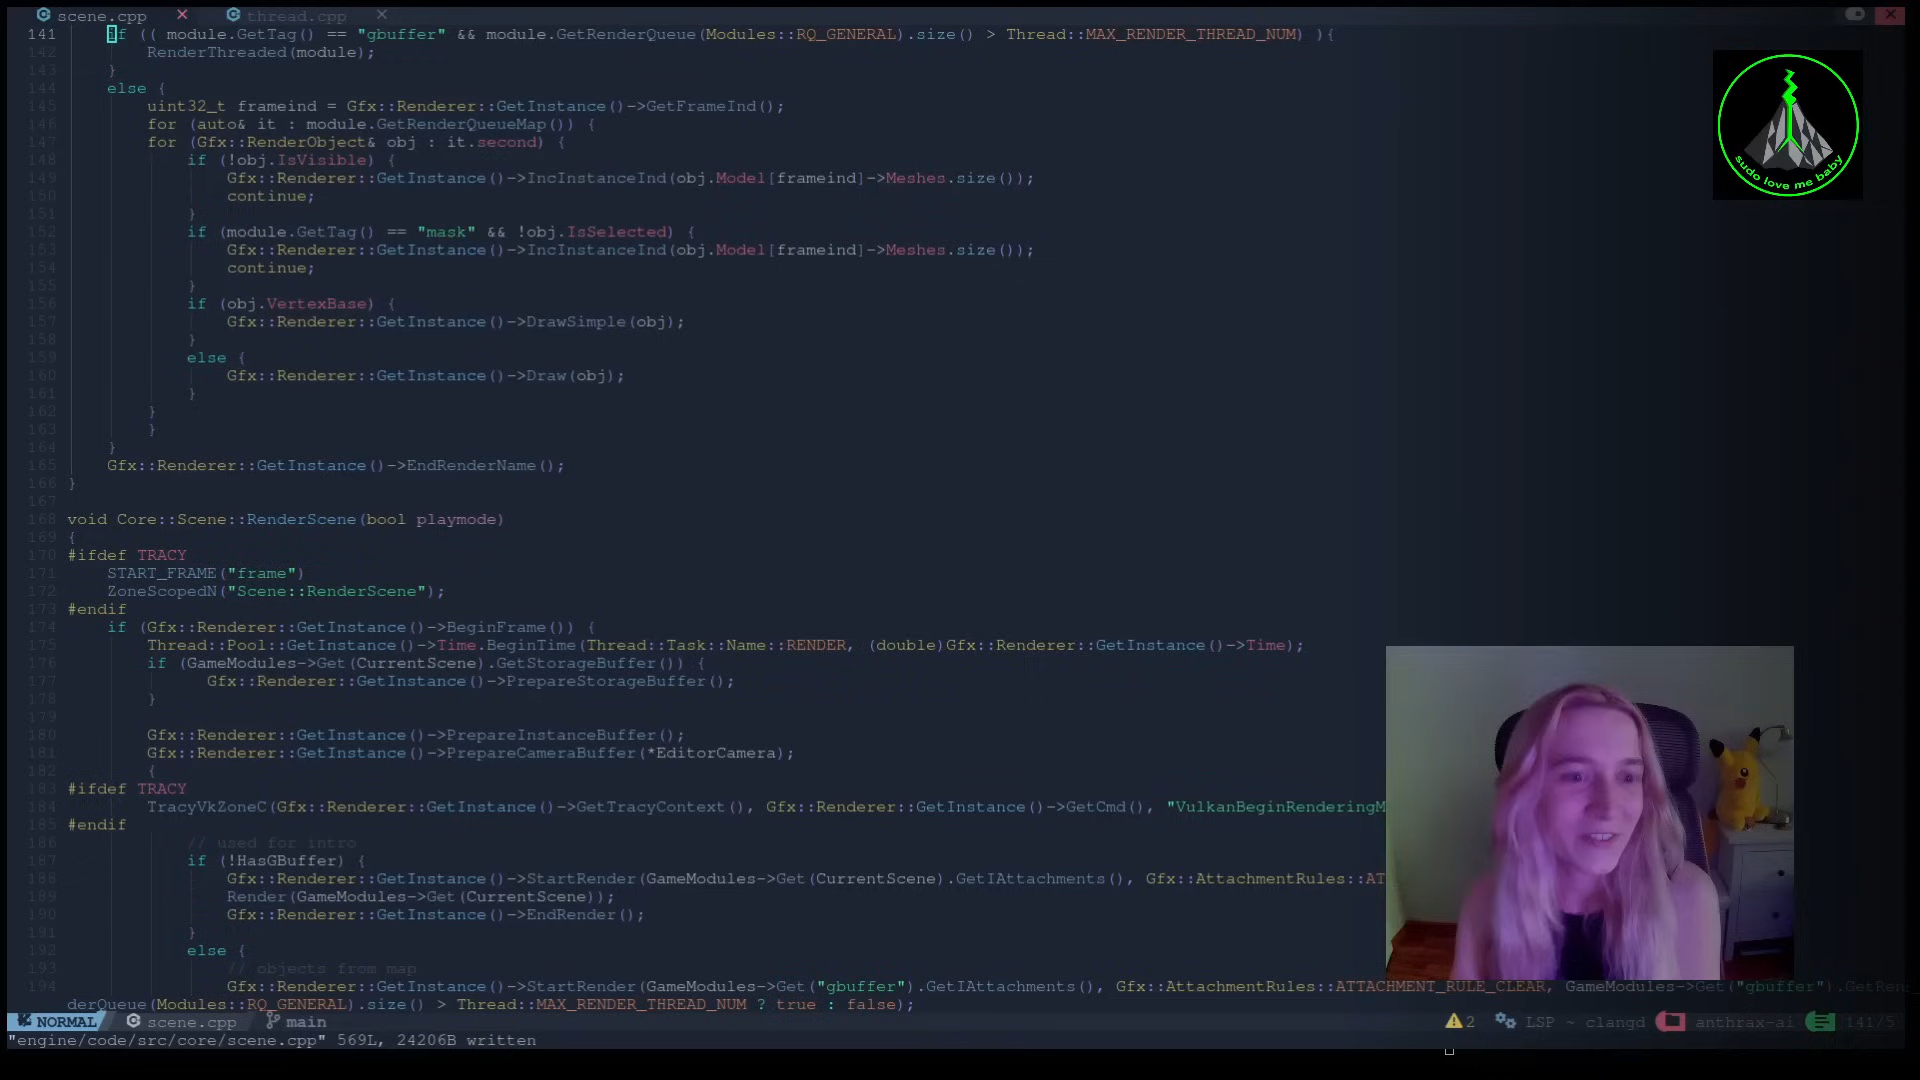 scene.cpp thread.cpp
141 if (( module.GetTag() == "gbuffer" && module.GetRenderQueue(Modules::RQ_GENERAL).size() > Thread::MAX_RENDER_THREAD_NUM) ){
142 RenderThreaded(module);
143 }
144 else {
145 uint32_t frameind = Gfx::Renderer::GetInstance()->GetFrameInd();
146 for (auto& it : module.GetRenderQueueMap()) {
147 for (Gfx::RenderObject& obj : it.second) {
148 if (!obj.IsVisible) {
149 Gfx::Renderer::GetInstance()->IncInstanceInd(obj.Model[frameind]->Meshes.size());
150 continue;
151 }
152 if (module.GetTag() == "mask" && !obj.IsSelected) {
153 Gfx::Renderer::GetInstance()->IncInstanceInd(obj.Model[frameind]->Meshes.size());
154 continue;
155 }
156 if (obj.VertexBase) {
157 Gfx::Renderer::GetInstance()->DrawSimple(obj);
158 }
159 else {
160 Gfx::Renderer::GetInstance()->Draw(obj);
161 }
162 }
163 }
164 }
165 Gfx::Renderer::GetInstance()->EndRenderName();
166 }
167
168 void Core::Scene::RenderScene(bool playmode)
169 {
170 #ifdef TRACY
171 START_FRAME("frame")
172 ZoneScopedN("Scene::RenderScene");
173 #endif
174 if (Gfx::Renderer::GetInstance()->BeginFrame()) {
175 Thread::Pool::GetInstance()->Time.BeginTime(Thread::Task::Name::RENDER, (double)Gfx::Renderer::GetInstance()->Time);
176 if (GameModules->Get(CurrentScene).GetStorageBuffer()) {
177 Gfx::Renderer::GetInstance()->PrepareStorageBuffer();
178 }
179
180 Gfx::Renderer::GetInstance()->PrepareInstanceBuffer();
181 Gfx::Renderer::GetInstance()->PrepareCameraBuffer(*EditorCamera);
182 {
183 #ifdef TRACY
184 TracyVkZoneC(Gfx::Renderer::GetInstance()->GetTracyContext(), Gfx::Renderer::GetInstance()->GetCmd(), "VulkanBeginRenderingM
185 #endif
186 // used for intro
187 if (!HasGBuffer) {
188 Gfx::Renderer::GetInstance()->StartRender(GameModules->Get(CurrentScene).GetIAttachments(), Gfx::AttachmentRules::AT
189 Render(GameModules->Get(CurrentScene));
190 Gfx::Renderer::GetInstance()->EndRender();
191 }
192 else {
193 // objects from map
194 Gfx::Renderer::GetInstance()->StartRender(GameModules->Get("gbuffer").GetIAttachments(), Gfx::AttachmentRules::ATTACHMENT_RULE_CLEAR, GameModules->Get("gbuffer").GetRen
derQueue(Modules::RQ_GENERAL).size() > Thread::MAX_RENDER_THREAD_NUM ? true : false);
NORMAL scene.cpp main 2 LSP ~ clangd anthrax-ai 141/5
"engine/code/src/core/scene.cpp" 569L, 24206B written
sudo love me baby